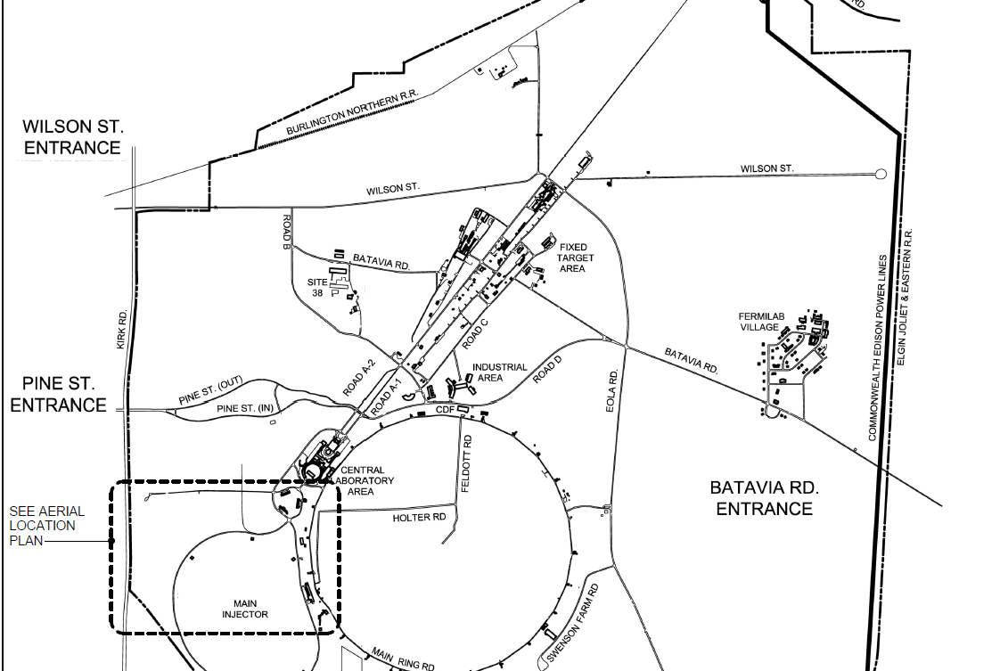 RD.
BURLINGTON NORTHERN R.R.
WILSON ST.
ENTRANCE
WILSON ST.
WILSON ST.
ROAD B
BATAVIA RD.
FIXED
TARGET
AREA
SITE
38
KIRK RD.
ROAD C
FERMILAB
VILLAGE
COMMONWEALTH EDISON POWER LINES
ELGIN JOLIET & EASTERN R.R.
BATAVIA RD.
ROAD A-2
ROAD A-1
INDUSTRIAL
AREA
ROAD D
EOLA RD.
PINE ST.
ENTRANCE
PINE ST. (OUT)
PINE ST. (IN)
CDF
FELDOTT RD
CENTRAL
LABORATORY
AREA
BATAVIA RD.
ENTRANCE
SEE AERIAL
LOCATION
PLAN
HOLTER RD
MAIN
INJECTOR
SWENSON FARM RD
MAIN RING RD